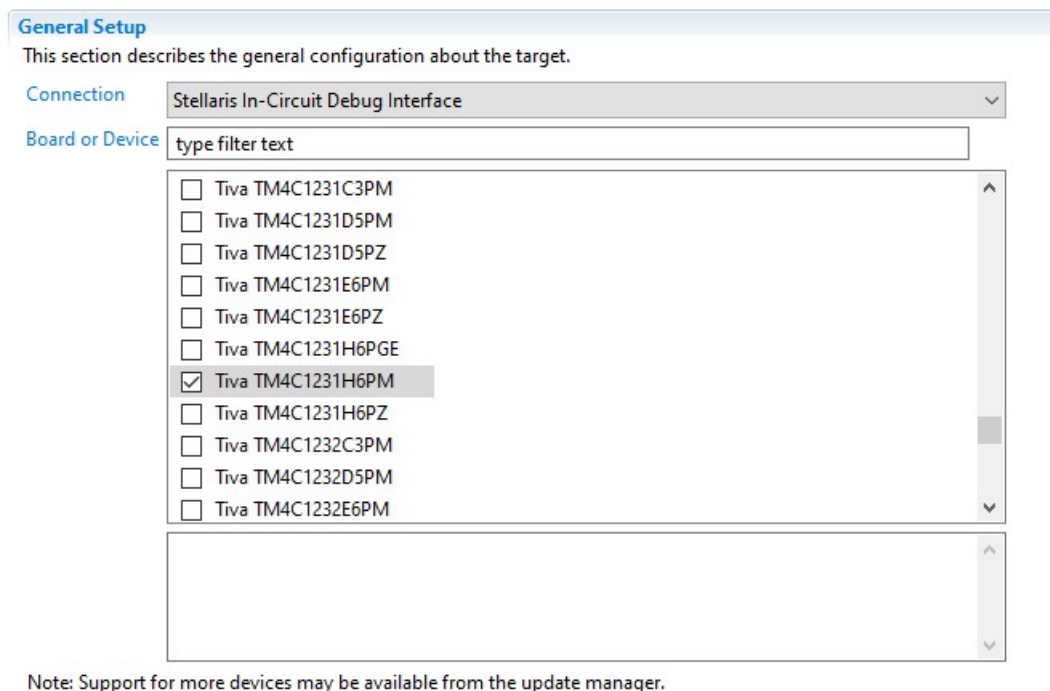 General Setup
This section describes the general configuration about the target.
Connection
Stellaris In-Circuit Debug Interface
Board or Device
type filter text
Tiva TM4C1231C3PM
Tiva TM4C1231D5PM
Tiva TM4C1231D5PZ
Tiva TM4C1231E6PM
Tiva TM4C1231E6PZ
Tiva TM4C1231H6PGE
Tiva TM4C1231H6PM
Tiva TM4C1231H6PZ
Tiva TM4C1232C3PM
Tiva TM4C1232D5PM
Tiva TM4C1232E6PM
Note: Support for more devices may be available from the update manager.